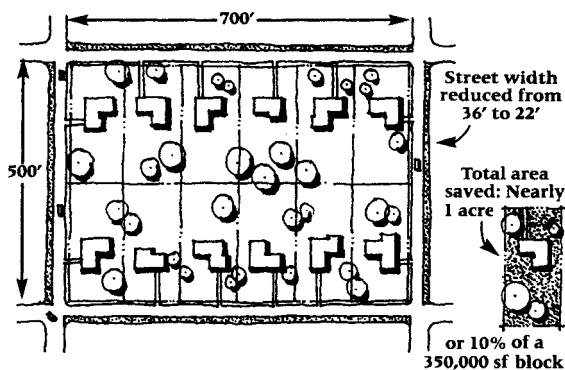 700′
500′
Street width
reduced from
36′ to 22′
Total area
saved: Nearly
1 acre
or 10% of a
350,000 sf block